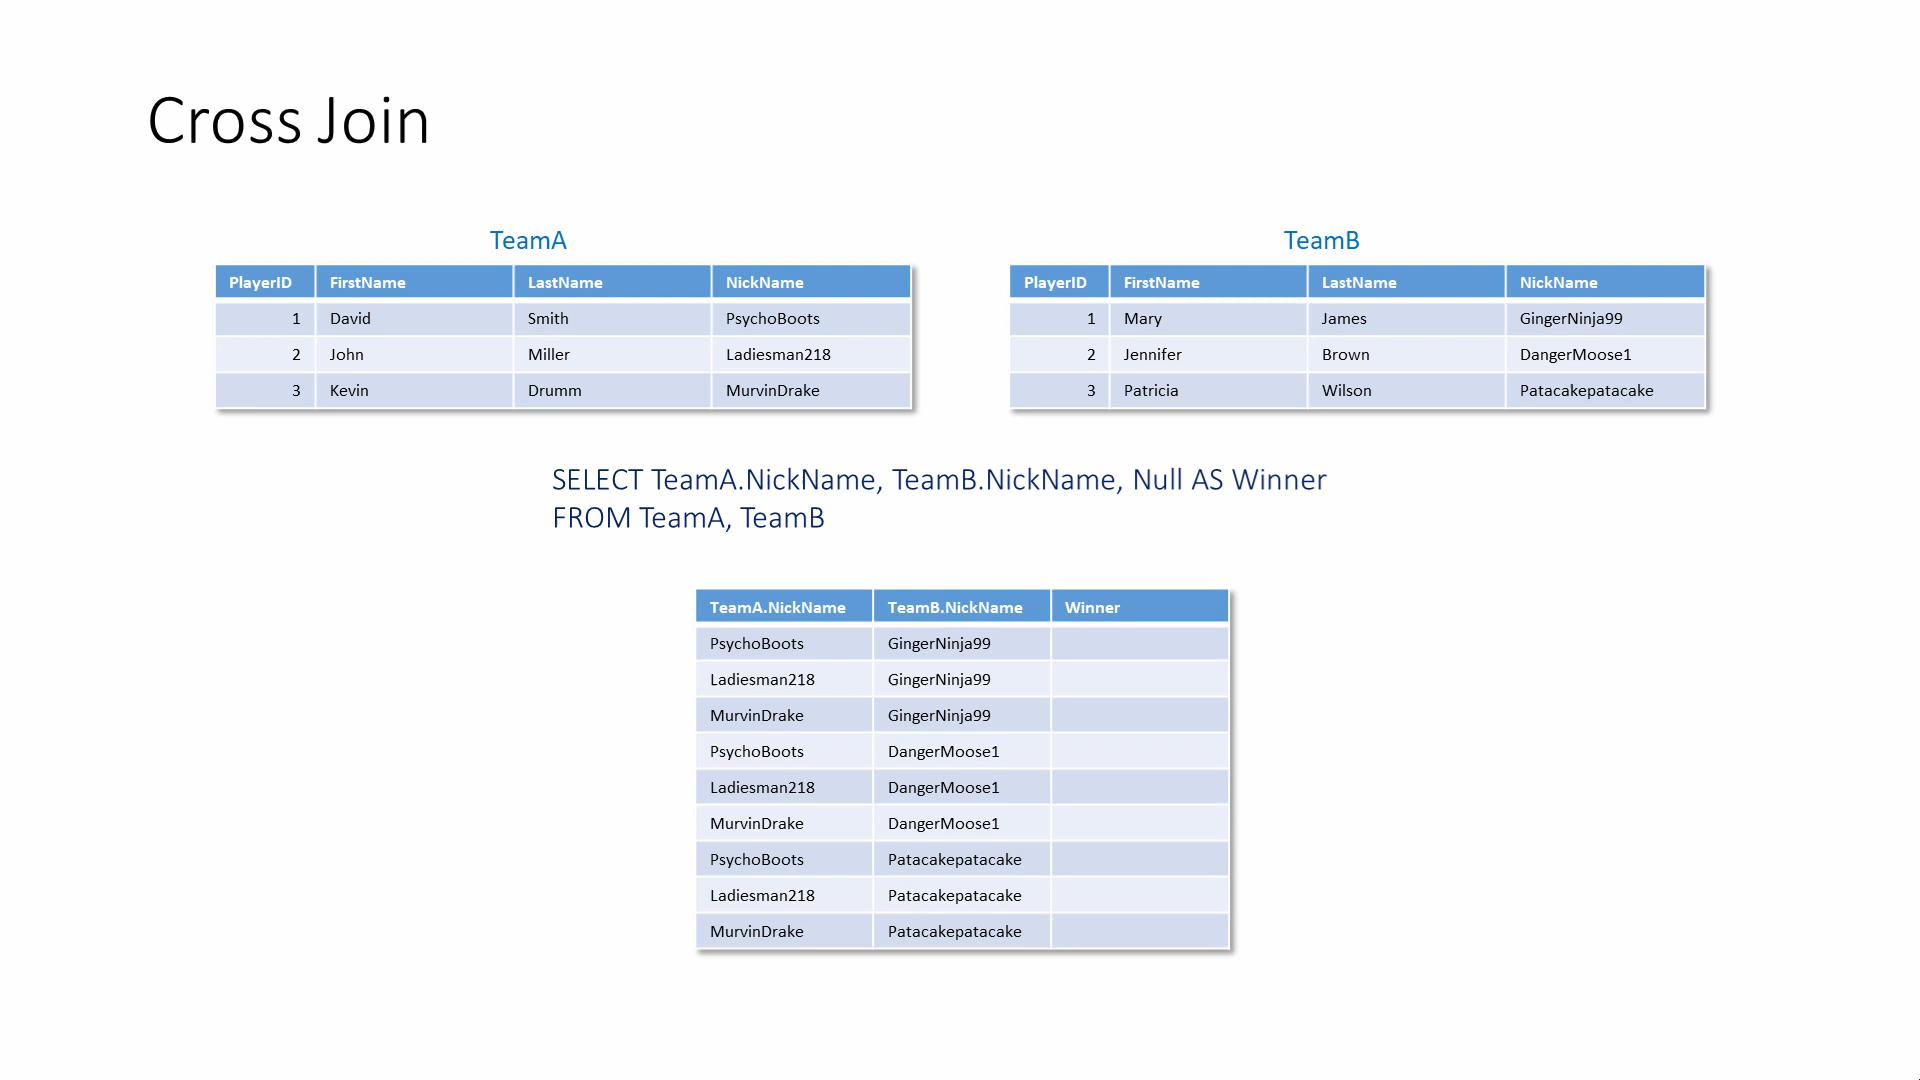 Cross Join
TeamA
PlayerID FirstName LastName NickName
1 David Smith PsychoBoots
2 John Miller Ladiesman218
3 Kevin Drumm MurvinDrake
TeamB
PlayerID FirstName LastName NickName
1 Mary James GingerNinja99
2 Jennifer Brown DangerMoose1
3 Patricia Wilson Patacakepatacake
SELECT TeamA.NickName, TeamB.NickName, Null AS Winner
FROM TeamA, TeamB
TeamA.NickName TeamB.NickName Winner
PsychoBoots GingerNinja99
Ladiesman218 GingerNinja99
MurvinDrake GingerNinja99
PsychoBoots DangerMoose1
Ladiesman218 DangerMoose1
MurvinDrake DangerMoose1
PsychoBoots Patacakepatacake
Ladiesman218 Patacakepatacake
MurvinDrake Patacakepatacake